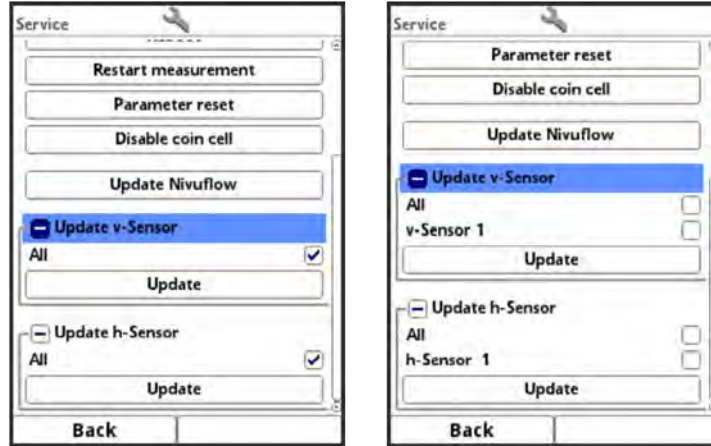 Service
Restart measurement
Parameter reset
Disable coin cell
Update Nivuflow
Update v-Sensor
All
Update
Update h-Sensor
All
Update
Back
Service
Parameter reset
Disable coin cell
Update Nivuflow
Update v-Sensor
All
v-Sensor 1
Update
Update h-Sensor
All
h-Sensor 1
Update
Back